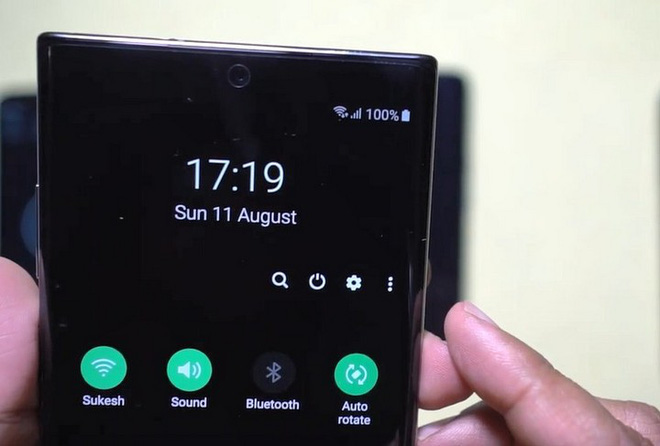 100%
17:19
Sun 11 August
Sukesh
Sound
Bluetooth
Auto
rotate